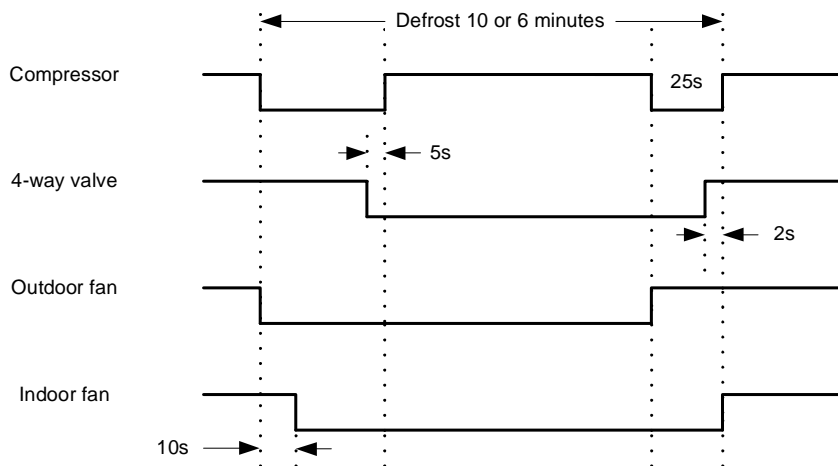 Defrost 10 or 6 minutes
Compressor
25s
5s
4-way valve
2s
Outdoor fan
Indoor fan
10s